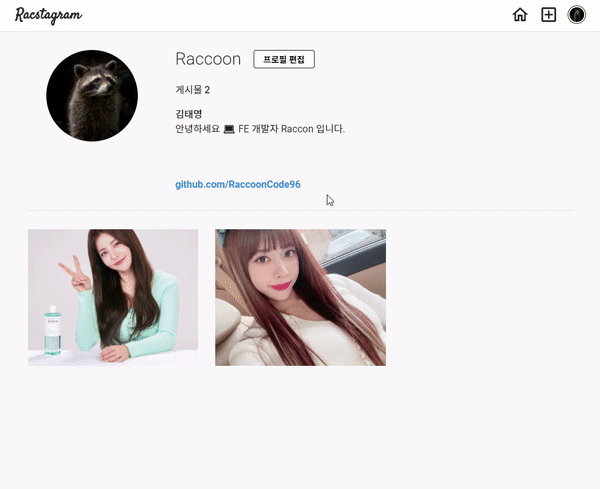 Racstagram
Raccoon 프로필 편집
게시물 2
김태영
안녕하세요 💻 FE 개발자 Raccon 입니다.
github.com/RaccoonCode96